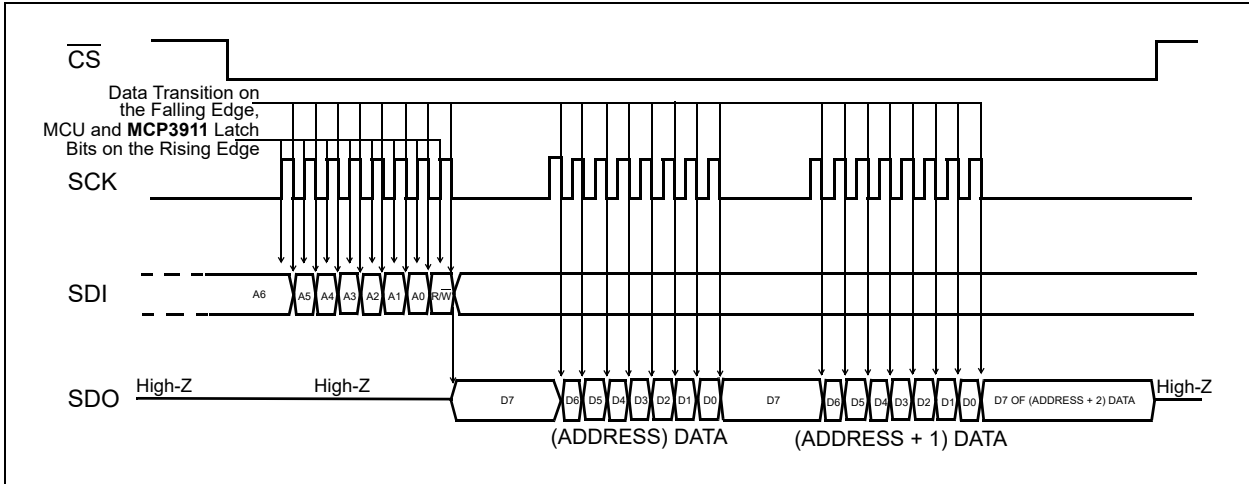 CS
Data Transition on
the Falling Edge,
MCU and MCP3911 Latch
Bits on the Rising Edge
SCK
SDI
A6 A5 A4 A3 A2 A1 A0 R/W
SDO
High-Z High-Z D7 D6 D5 D4 D3 D2 D1 D0 D7 D6 D5 D4 D3 D2 D1 D0 D7 OF (ADDRESS + 2) DATA High-Z
(ADDRESS) DATA (ADDRESS + 1) DATA